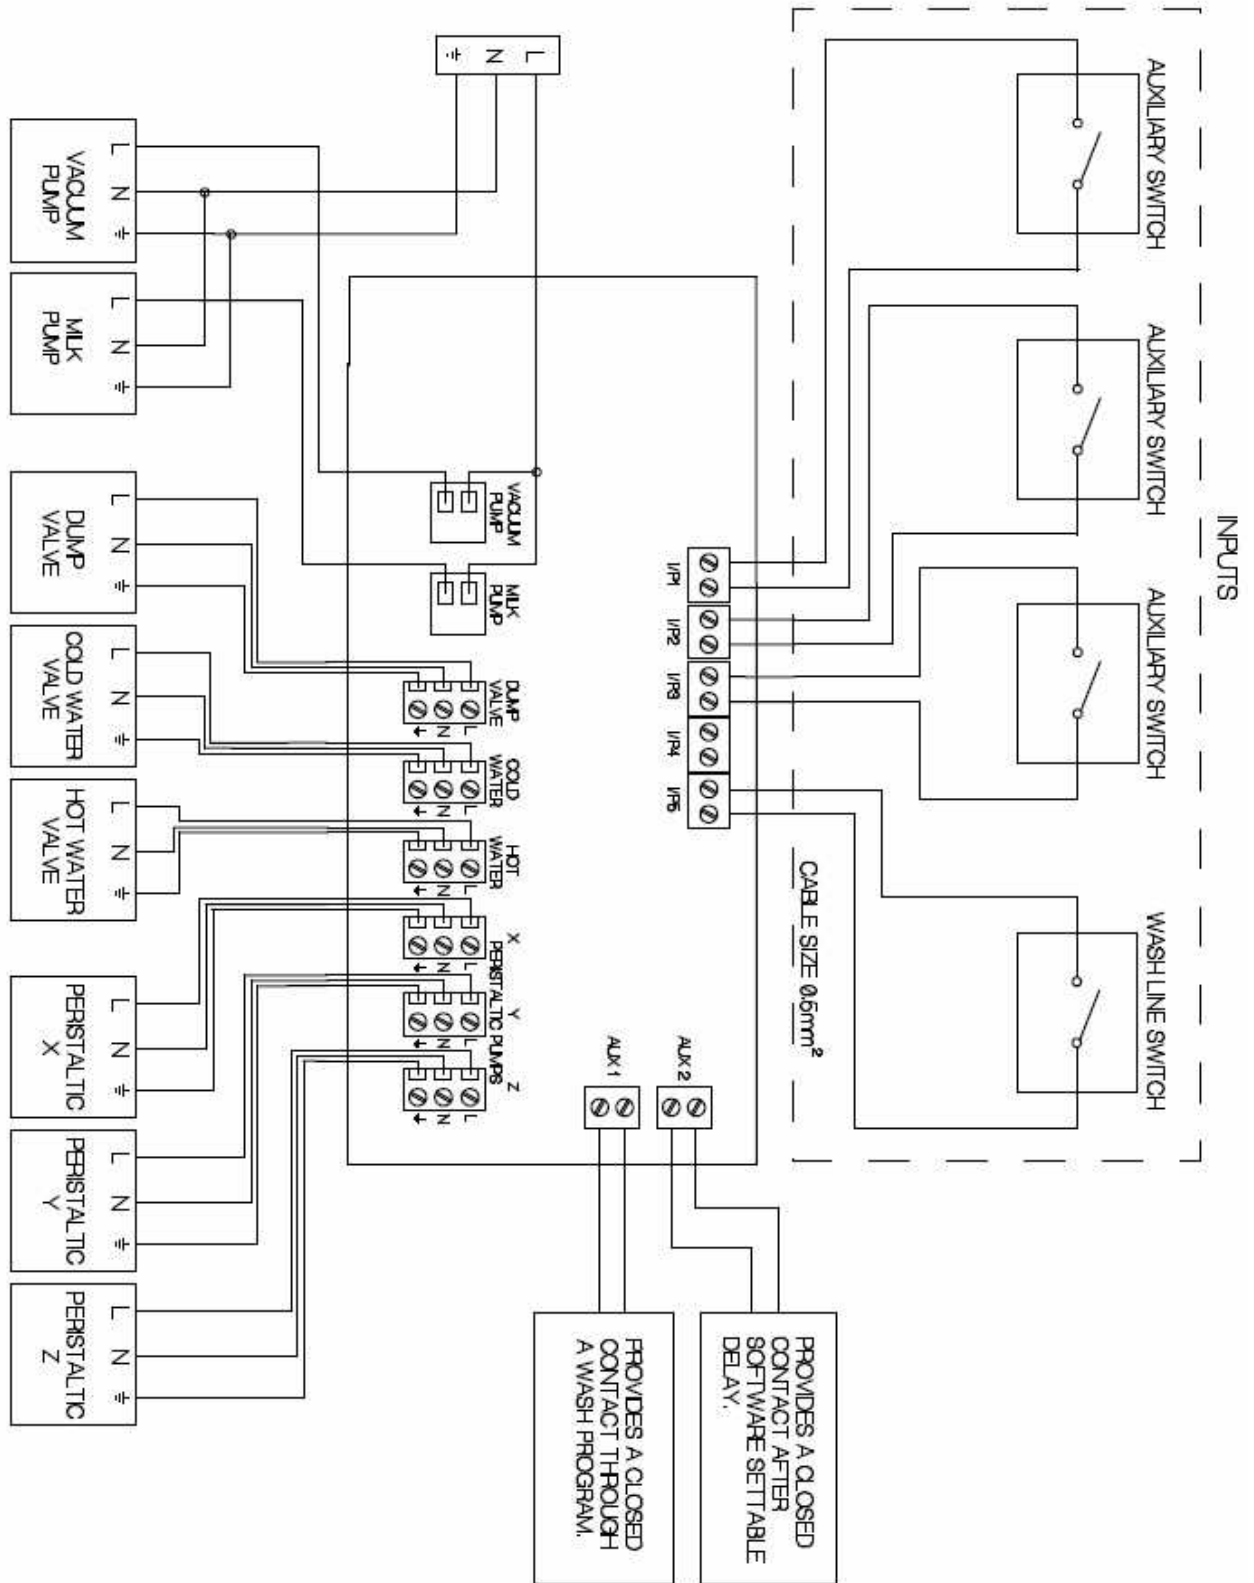 INPUTS
AUXILIARY SWITCH
AUXILIARY SWITCH
AUXILIARY SWITCH
WASH LINE SWITCH
CABLE SIZE 0.5mm²
I/P1
I/P2
I/P3
I/P4
I/P5
AUX 2
AUX 1
PROVIDES A CLOSED
CONTACT AFTER
SOFTWARE SETTABLE
DELAY.
PROVIDES A CLOSED
CONTACT THROUGH
A WASH PROGRAM.
L
N
VACUUM
PUMP
MILK
PUMP
DUMP
VALVE
L
N
COLD
WATER
L
N
HOT
WATER
L
N
PERISTALTIC PUMPS
X
L
N
Y
L
N
Z
L
N
L N
VACUUM
PUMP
L N
MILK
PUMP
L N
DUMP
VALVE
L N
COLD WATER
VALVE
L N
HOT WATER
VALVE
L N
PERISTALTIC
X
L N
PERISTALTIC
Y
L N
PERISTALTIC
Z